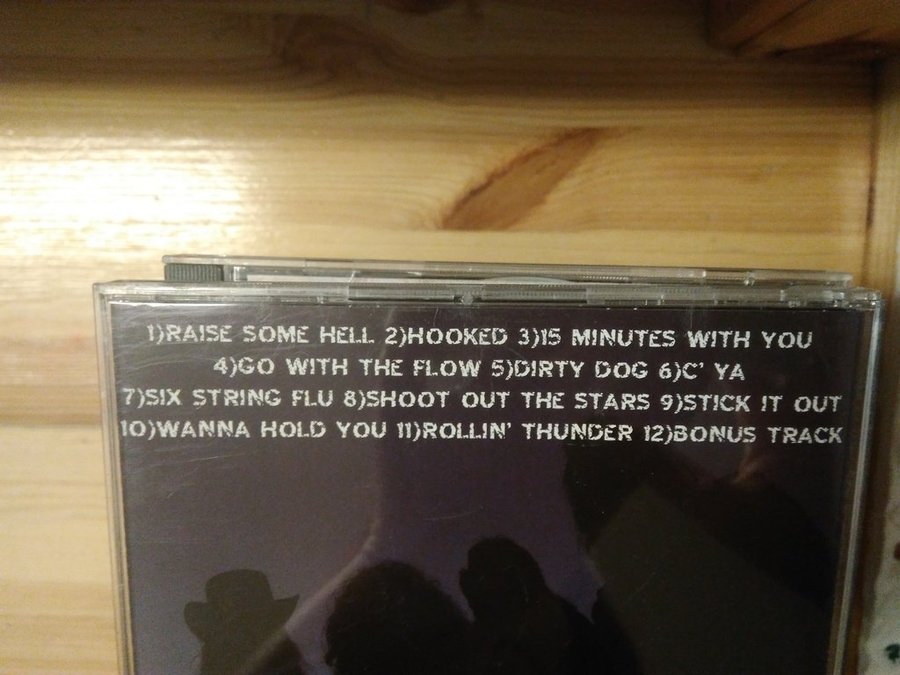 1)RAISE SOME HELL 2)HOOKED 3)15 MINUTES WITH YOU
4)GO WITH THE FLOW 5)DIRTY DOG 6)C' YA
7)SIX STRING FLU 8)SHOOT OUT THE STARS 9)STICK IT OUT
10)WANNA HOLD YOU 11)ROLLIN' THUNDER 12)BONUS TRACK